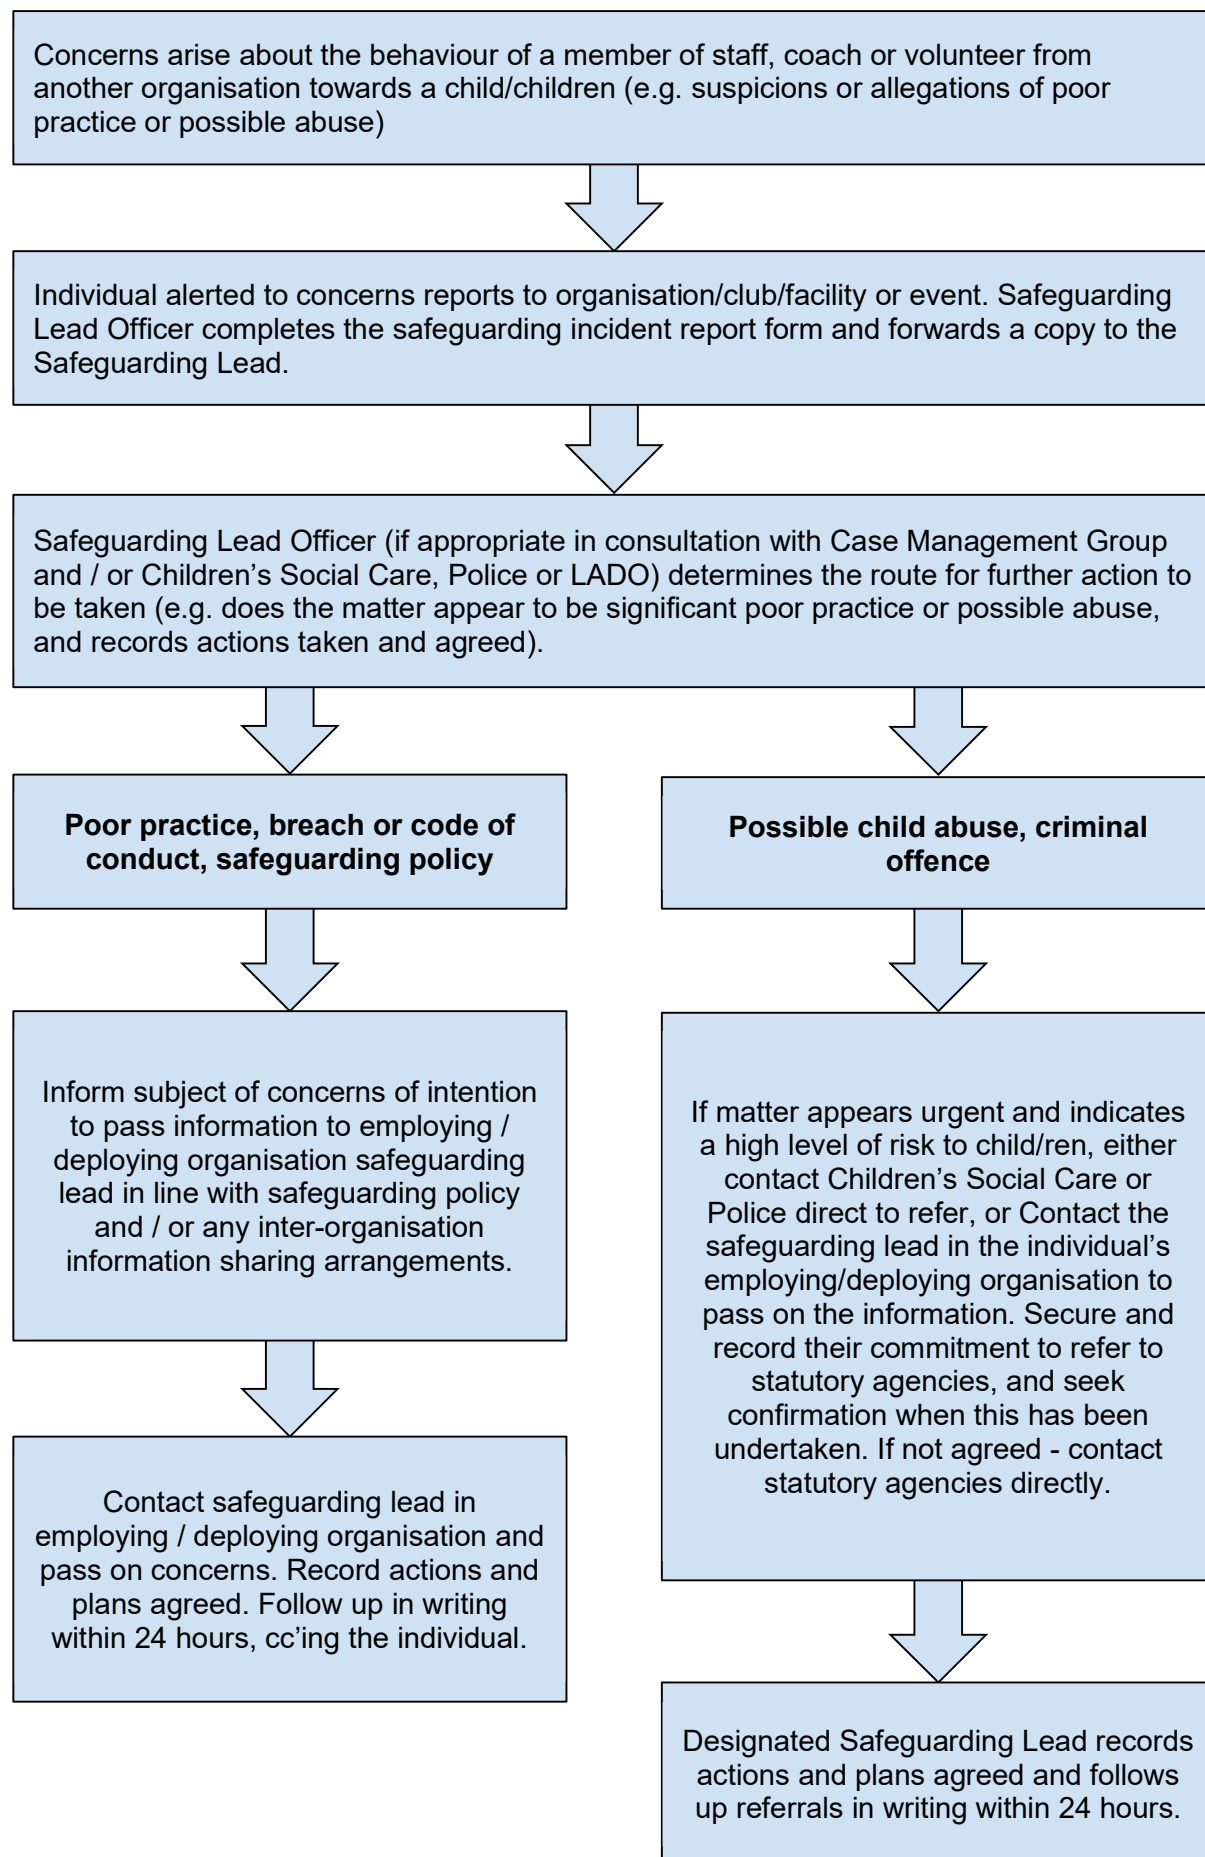 Concerns arise about the behaviour of a member of staff, coach or volunteer from
another organisation towards a child/children (e.g. suspicions or allegations of poor
practice or possible abuse)
Individual alerted to concerns reports to organisation/club/facility or event. Safeguarding
Lead Officer completes the safeguarding incident report form and forwards a copy to the
Safeguarding Lead.
Safeguarding Lead Officer (if appropriate in consultation with Case Management Group
and / or Children’s Social Care, Police or LADO) determines the route for further action to
be taken (e.g. does the matter appear to be significant poor practice or possible abuse,
and records actions taken and agreed).
Poor practice, breach or code of
conduct, safeguarding policy
Inform subject of concerns of intention
to pass information to employing /
deploying organisation safeguarding
lead in line with safeguarding policy
and / or any inter-organisation
information sharing arrangements.
Contact safeguarding lead in
employing / deploying organisation and
pass on concerns. Record actions and
plans agreed. Follow up in writing
within 24 hours, cc’ing the individual.
Possible child abuse, criminal
offence
If matter appears urgent and indicates
a high level of risk to child/ren, either
contact Children’s Social Care or
Police direct to refer, or Contact the
safeguarding lead in the individual’s
employing/deploying organisation to
pass on the information. Secure and
record their commitment to refer to
statutory agencies, and seek
confirmation when this has been
undertaken. If not agreed - contact
statutory agencies directly.
Designated Safeguarding Lead records
actions and plans agreed and follows
up referrals in writing within 24 hours.